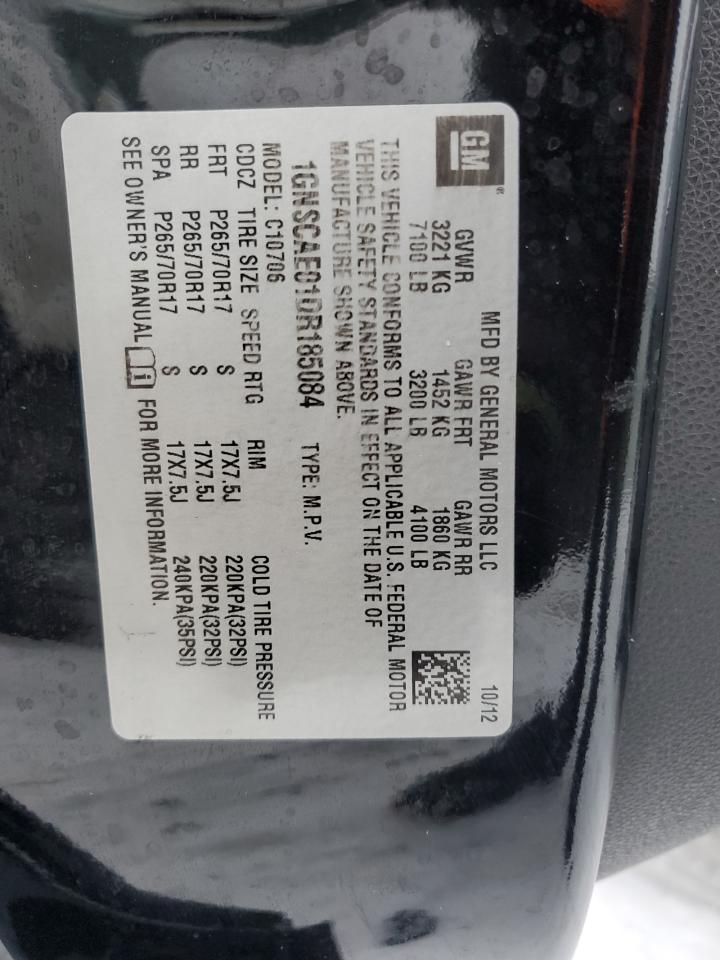 GM
MFD BY GENERAL MOTORS LLC 10/12
GVWR GAWR FRT GAWR RR
3221 KG 1452 KG 1860 KG
7100 LB 3200 LB 4100 LB
THIS VEHICLE CONFORMS TO ALL APPLICABLE U.S. FEDERAL MOTOR
VEHICLE SAFETY STANDARDS IN EFFECT ON THE DATE OF
MANUFACTURE SHOWN ABOVE.
1GNSCAE01DR185084 TYPE: M.P.V.
MODEL: C10706
CDCZ TIRE SIZE SPEED RTG RIM COLD TIRE PRESSURE
FRT P265/70R17 S 17X7.5J 220KPA(32PSI)
RR P265/70R17 S 17X7.5J 220KPA(32PSI)
SPA P265/70R17 S 17X7.5J 240KPA(35PSI)
SEE OWNER'S MANUAL FOR MORE INFORMATION.